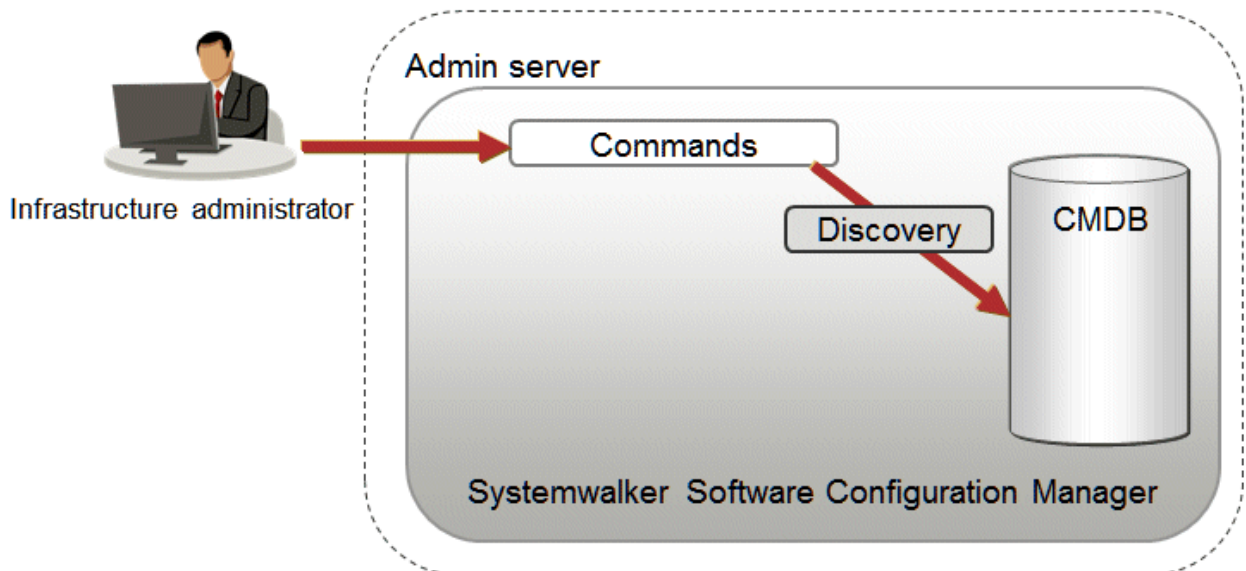 Admin server
Commands
Infrastructure administrator
Discovery
CMDB
Systemwalker Software Configuration Manager